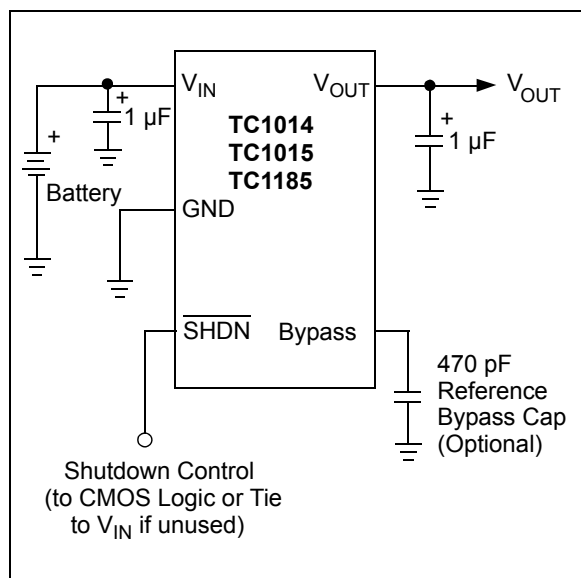 V_IN
V_OUT
V_OUT
+
1 µF
TC1014
TC1015
TC1185
+
1 µF
+
Battery
GND
SHDN
Bypass
470 pF
Reference
Bypass Cap
(Optional)
Shutdown Control
(to CMOS Logic or Tie
to V_IN if unused)